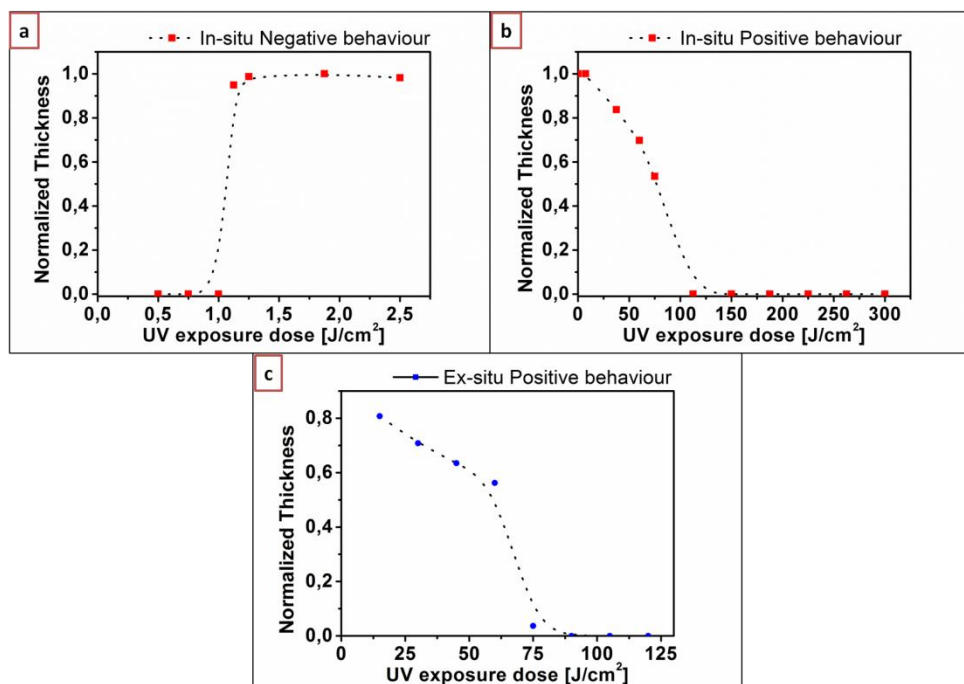 a
In-situ Negative behaviour
Normalized Thickness
1,0
0,8
0,6
0,4
0,2
0,0
0,0 0,5 1,0 1,5 2,0 2,5
UV exposure dose [J/cm²]
b
In-situ Positive behaviour
Normalized Thickness
1,0
0,8
0,6
0,4
0,2
0,0
0 50 100 150 200 250 300
UV exposure dose [J/cm²]
c
Ex-situ Positive behaviour
Normalized Thickness
0,8
0,6
0,4
0,2
0,0
0 25 50 75 100 125
UV exposure dose [J/cm²]